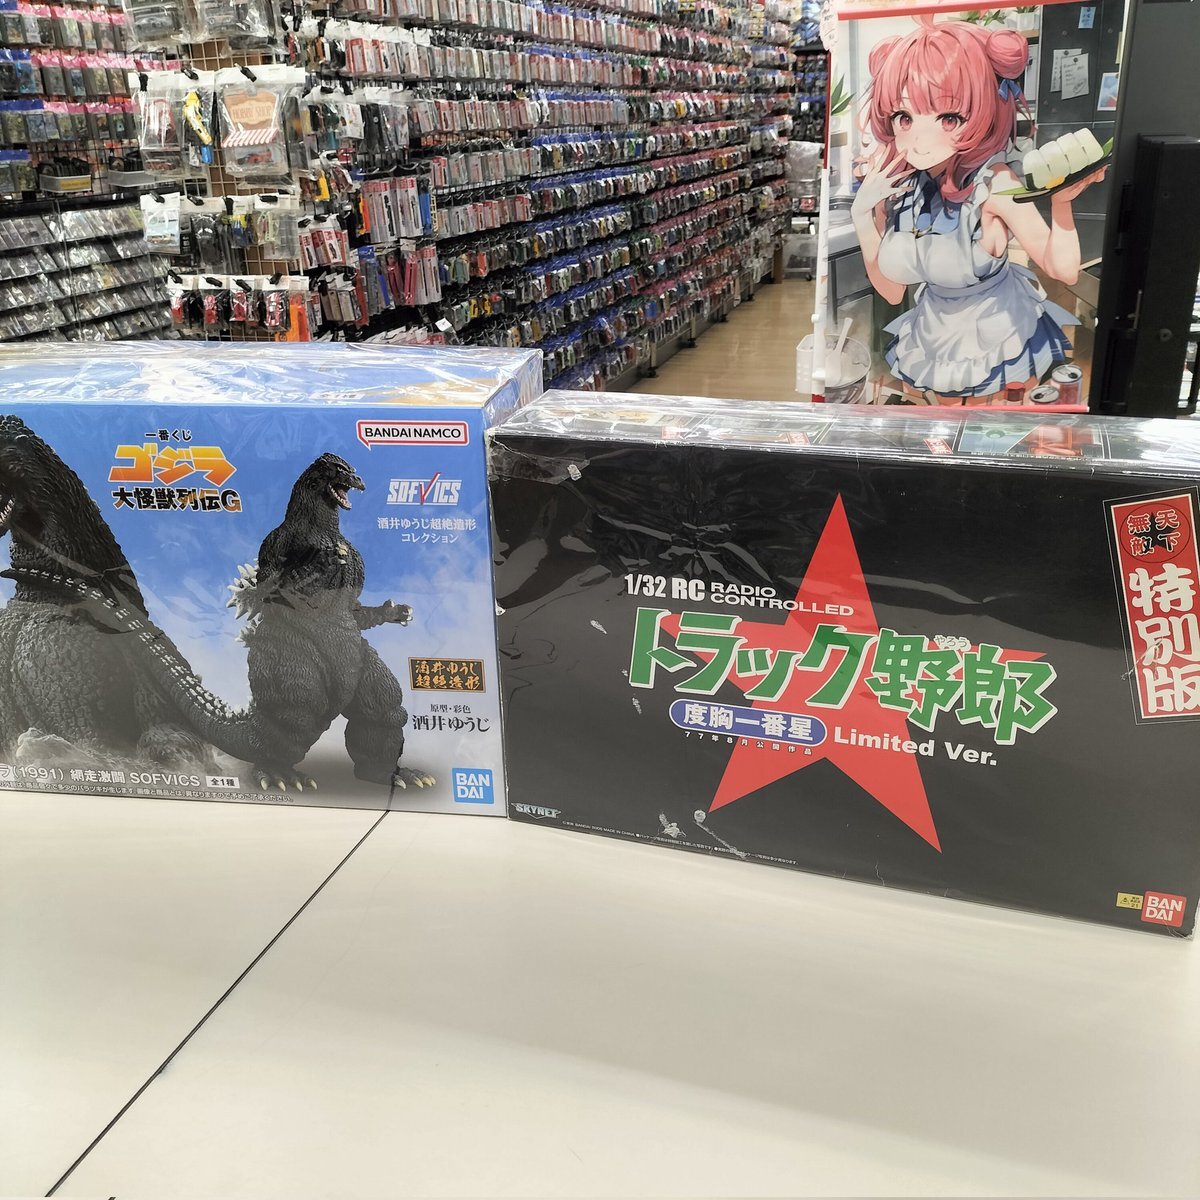 一番くじ
ゴジラ
大怪獣列伝G
BANDAI NAMCO
SOFVICS
酒井ゆうじ超絶造形
コレクション
酒井ゆうじ
超絶造形
原型・彩色
酒井ゆうじ
ラ(1991) 網走激闘 SOFVICS 全1種
BAN
DAI
1/32 RC RADIO
CONTROLLED
やろう
トラック野郎
度胸一番星
77年8月公開作品
Limited Ver.
天下
無敵
特別版
SKYNET
BAN
DAI